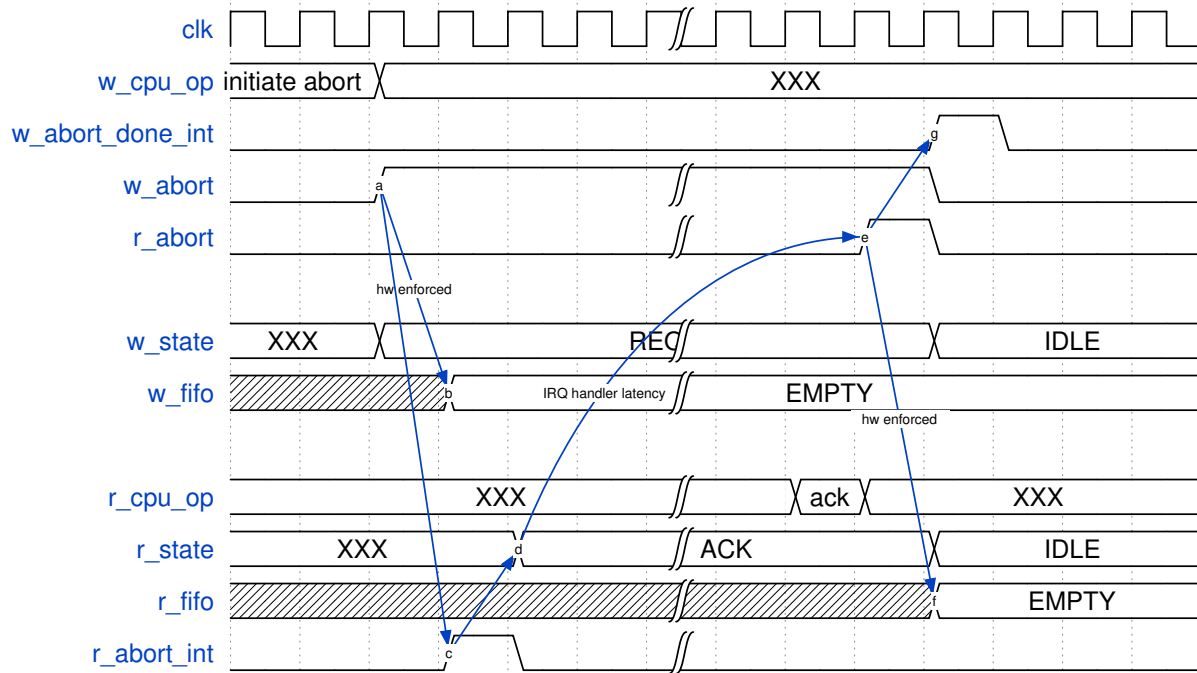 clk
w_cpu_op initiate abort XXX
w_abort_done_int g
w_abort a
r_abort e
hw enforced
w_state XXX REQ IDLE
w_fifo b IRQ handler latency EMPTY
hw enforced
r_cpu_op XXX ack XXX
r_state XXX d ACK IDLE
r_fifo f EMPTY
r_abort_int c